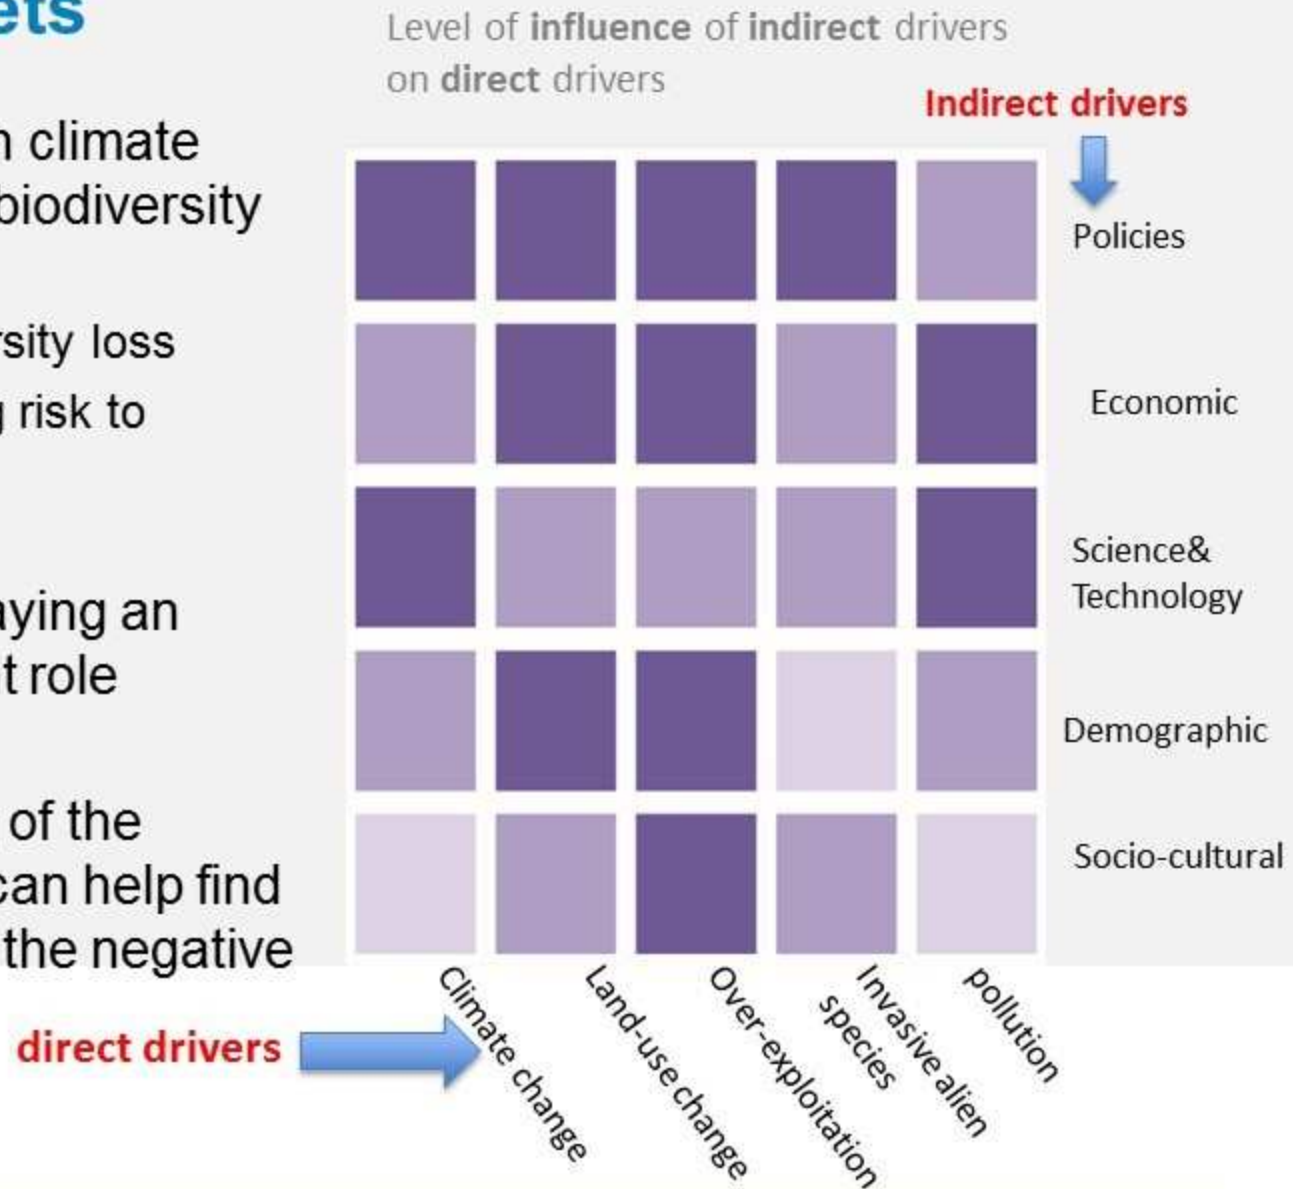 ets
n climate
biodiversity
rsity loss
g risk to
aying an
t role
of the
can help find
the negative
Level of influence of indirect drivers
on direct drivers
Indirect drivers
Policies
Economic
Science&
Technology
Demographic
Socio-cultural
direct drivers
Climate change
Land-use change
Over-exploitation
Invasive alien
species
pollution